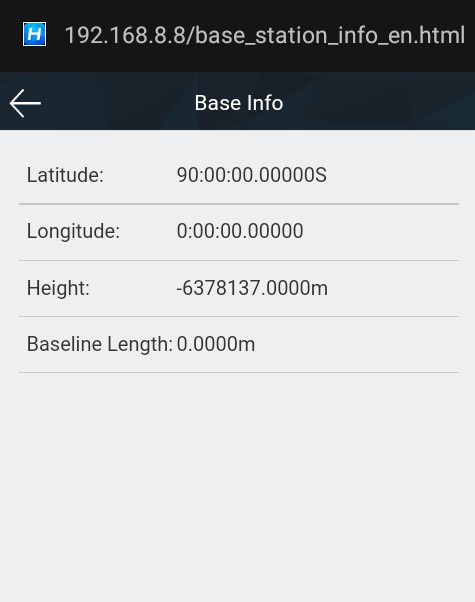 H 192.168.8.8/base_station_info_en.html
Base Info
Latitude: 90:00:00.00000S
Longitude: 0:00:00.00000
Height: -6378137.0000m
Baseline Length: 0.0000m